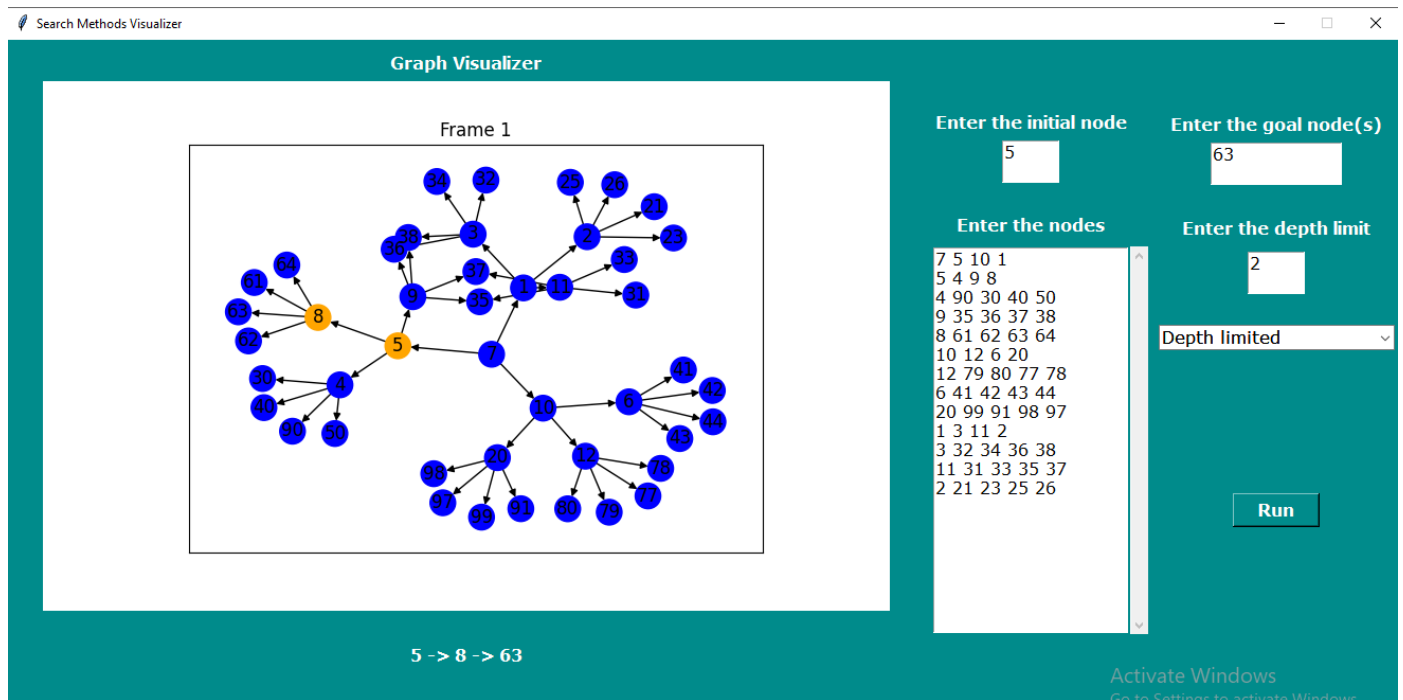 Search Methods Visualizer
Graph Visualizer
Frame 1
34
32
25
26
21
23
38
36
3
2
33
37
64
61
9
35
1
11
31
63
8
62
5
7
30
4
40
90
50
10
6
41
42
44
43
98
20
12
78
97
99
91
80
79
77
5 -> 8 -> 63
Enter the initial node
5
Enter the goal node(s)
63
Enter the nodes
7 5 10 1
5 4 9 8
4 90 30 40 50
9 35 36 37 38
8 61 62 63 64
10 12 6 20
12 79 80 77 78
6 41 42 43 44
20 99 91 98 97
1 3 11 2
3 32 34 36 38
11 31 33 35 37
2 21 23 25 26
Enter the depth limit
2
Depth limited
Run
Activate Windows
Go to Settings to activate Windows